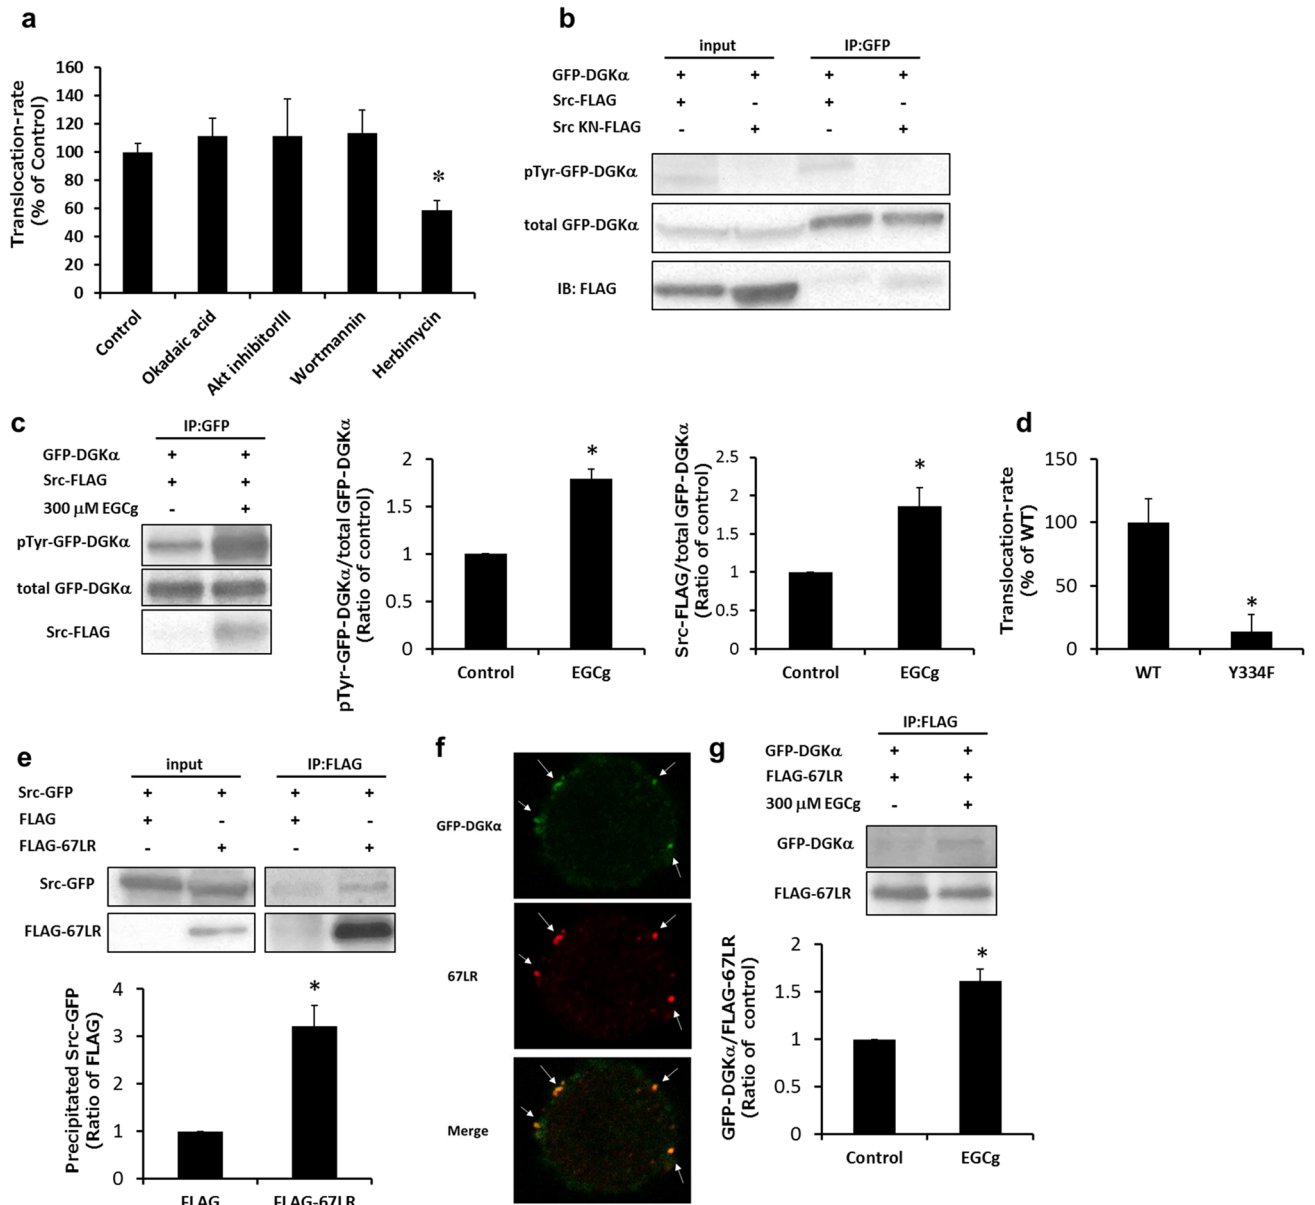 a
Translocation-rate
(% of Control)
160
140
120
100
80
60
40
20
0
*
Control
Okadaic acid
Akt inhibitorIII
Wortmannin
Herbimycin
b
input IP:GFP
GFP-DGKα + + + +
Src-FLAG + - + -
Src KN-FLAG - + - +
pTyr-GFP-DGKα
total GFP-DGKα
IB: FLAG
c
IP:GFP
GFP-DGKα + +
Src-FLAG + +
300 μM EGCg - +
pTyr-GFP-DGKα
total GFP-DGKα
Src-FLAG
pTyr-GFP-DGKα/total GFP-DGKα
(Ratio of control)
2
1.5
1
0.5
0
*
Control EGCg
Src-FLAG/total GFP-DGKα
(Ratio of control)
2.5
2
1.5
1
0.5
0
*
Control EGCg
d
Translocation-rate
(% of WT)
150
100
50
0
*
WT Y334F
e
input IP:FLAG
Src-GFP + + + +
FLAG + - + -
FLAG-67LR - + - +
Src-GFP
FLAG-67LR
Precipitated Src-GFP
(Ratio of FLAG)
4
3
2
1
0
*
FLAG FLAG-67LR
f
GFP-DGKα
67LR
Merge
g
IP:FLAG
GFP-DGKα + +
FLAG-67LR + +
300 μM EGCg - +
GFP-DGKα
FLAG-67LR
GFP-DGKα/FLAG-67LR
(Ratio of control)
2
1.5
1
0.5
0
*
Control EGCg